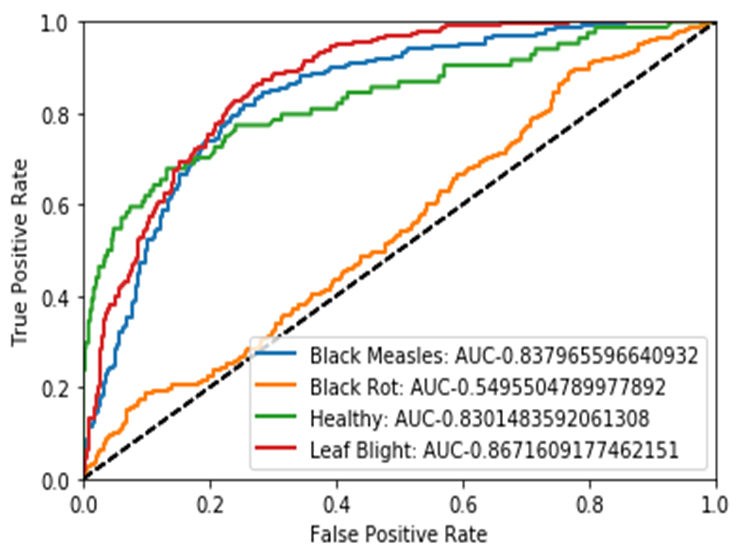 1.0
0.8
0.6
0.4
0.2
0.0
True Positive Rate
Black Measles: AUC-0.837965596640932
Black Rot: AUC-0.5495504789977892
Healthy: AUC-0.8301483592061308
Leaf Blight: AUC-0.8671609177462151
0.0 0.2 0.4 0.6 0.8 1.0
False Positive Rate